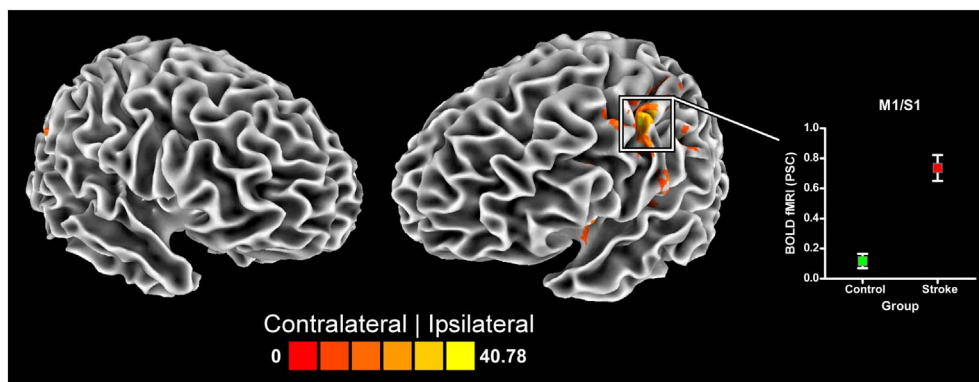 M1/S1
1.0
0.8
0.6
0.4
0.2
0.0
BOLD fMRI (PSC)
Control
Stroke
Group
Contralateral | Ipsilateral
0
40.78